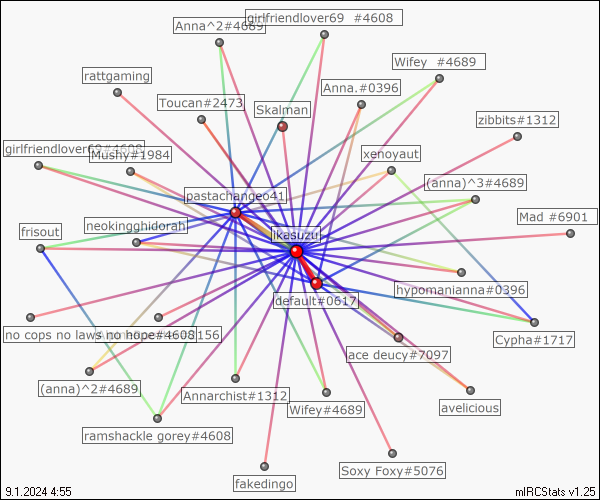 girlfriendlover69 #4608
Anna^2#4689
Wifey #4689
rattgaming
Anna.#0396
Toucan#2473
Skalman
zibbits#1312
girlfriendlover69#4608
Mushy#1984
xenoyaut
(anna)^3#4689
pastachange041
Mad #6901
neokingghidorah
frisout
ikasuzu
hypomanianna#0396
default#0617
no cops no laws no hope#4608
156
Cypha#1717
ace deucy#7097
(anna)^2#4689
Annarchist#1312
Wifey#4689
avelicious
ramshackle gorey#4608
Soxy Foxy#5076
fakedingo
9.1.2024 4:55
mIRCStats v1.25